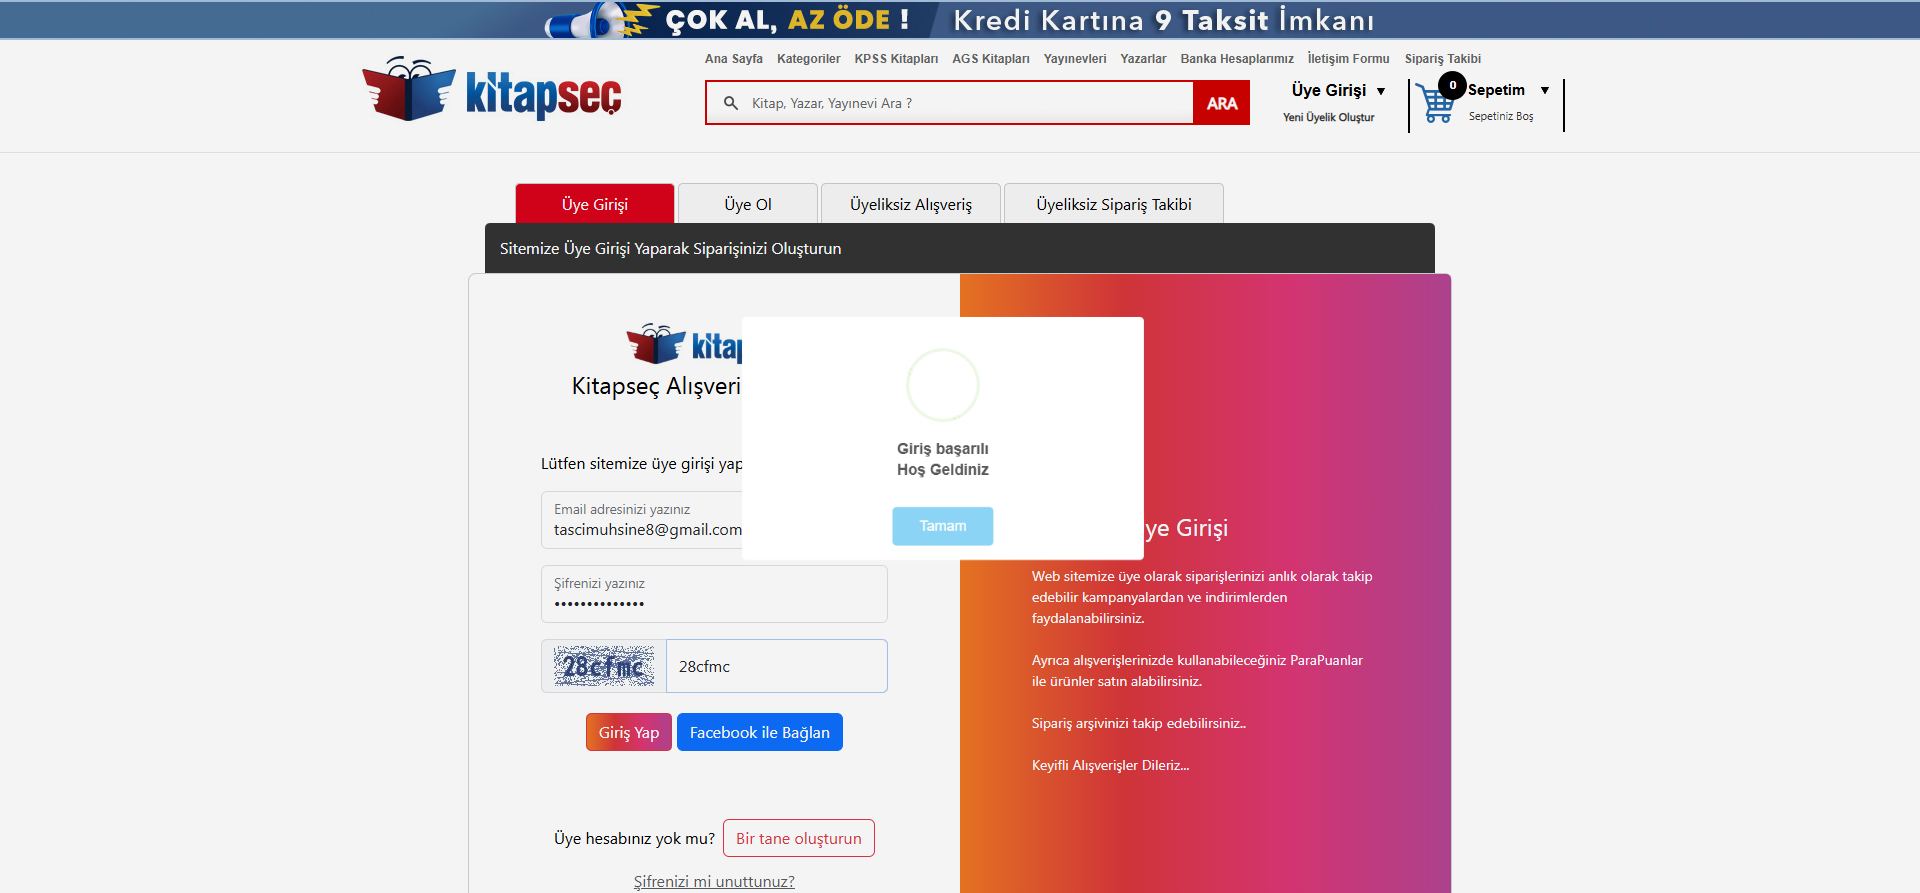 ÇOK AL, AZ ÖDE ! Kredi Kartına 9 Taksit İmkanı
Ana Sayfa Kategoriler KPSS Kitapları AGS Kitapları Yayınevleri Yazarlar Banka Hesaplarımız İletişim Formu Sipariş Takibi
kitapseç
Kitap, Yazar, Yayınevi Ara ?
ARA
Üye Girişi ▼
Yeni Üyelik Oluştur
0
Sepetim ▼
Sepetiniz Boş
Üye Girişi
Üye Ol
Üyeliksiz Alışveriş
Üyeliksiz Sipariş Takibi
Sitemize Üye Girişi Yaparak Siparişinizi Oluşturun
kitap
Kitapseç Alışveri
Lütfen sitemize üye girişi yap
Email adresinizi yazınız
tascimuhsine8@gmail.com
Şifrenizi yazınız
••••••••••••••
28cfmc
28cfmc
Giriş Yap
Facebook ile Bağlan
Üye hesabınız yok mu?
Bir tane oluşturun
Şifrenizi mi unuttunuz?
Giriş başarılı
Hoş Geldiniz
Tamam
ye Girişi
Web sitemize üye olarak siparişlerinizi anlık olarak takip
edebilir kampanyalardan ve indirimlerden
faydalanabilirsiniz.
Ayrıca alışverişlerinizde kullanabileceğiniz ParaPuanlar
ile ürünler satın alabilirsiniz.
Sipariş arşivinizi takip edebilirsiniz..
Keyifli Alışverişler Dileriz...